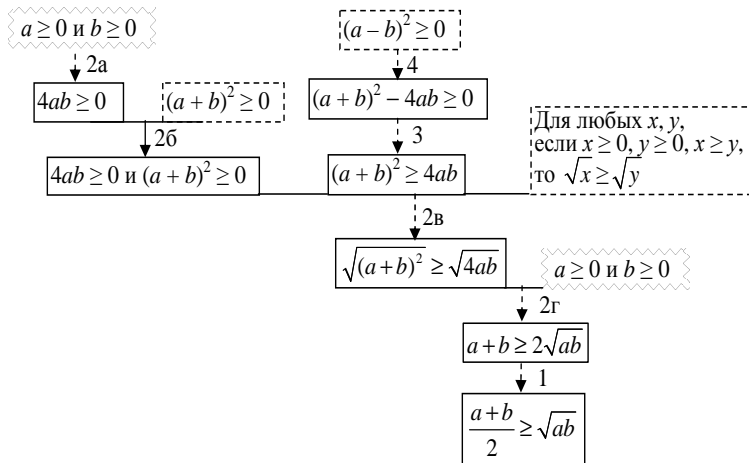 a ≥ 0 и b ≥ 0
(a – b)² ≥ 0
2а
4
4ab ≥ 0
(a + b)² ≥ 0
(a + b)² – 4ab ≥ 0
2б
3
Для любых x, y,
если x ≥ 0, y ≥ 0, x ≥ y,
то √x ≥ √y
4ab ≥ 0 и (a + b)² ≥ 0
(a + b)² ≥ 4ab
2в
√(a+b)² ≥ √4ab
a ≥ 0 и b ≥ 0
2г
a + b ≥ 2√ab
1
a+b
2
≥ √ab